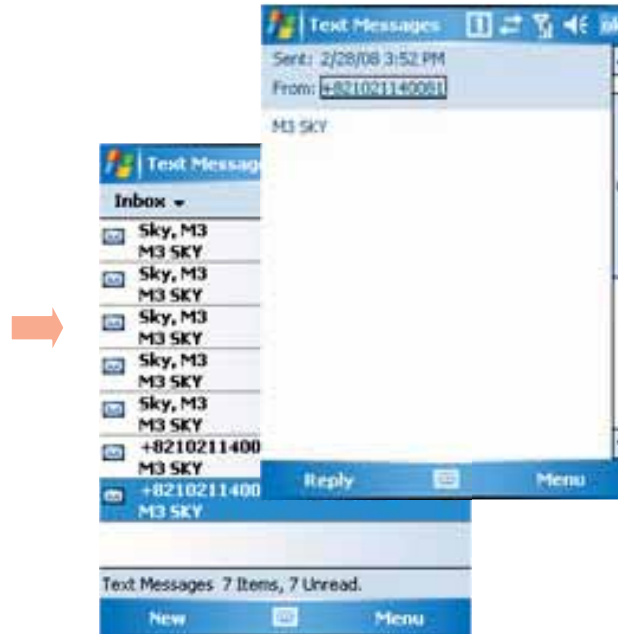 Text Messages
Sent: 2/28/08 3:52 PM
From: +821021140081
M3 SKY
Reply
Menu
Text
Inbox
Sky, M3
M3 SKY
Sky, M3
M3 SKY
Sky, M3
M3 SKY
Sky, M3
M3 SKY
Sky, M3
M3 SKY
+8210211400
M3 SKY
+8210211400
M3 SKY
Text Messages 7 Items, 7 Unread.
New
Menu